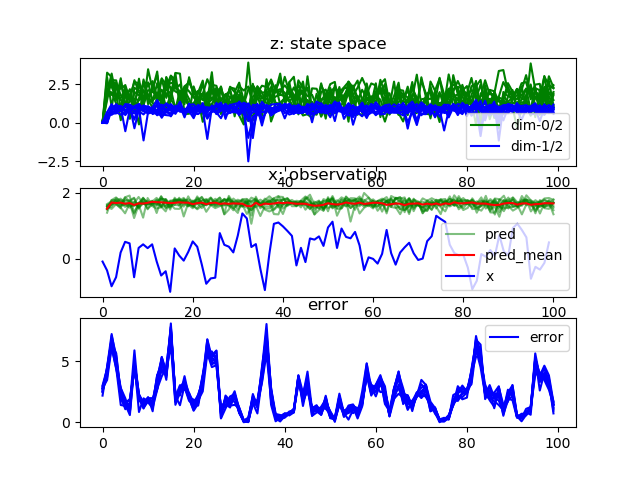 z: state space
2.5
0.0
−2.5
dim-0/2
dim-1/2
0 20 40 60 80 100
x: observation
2
0
pred
pred_mean
x
0 20 40 60 80 100
error
5
0
error
0 20 40 60 80 100